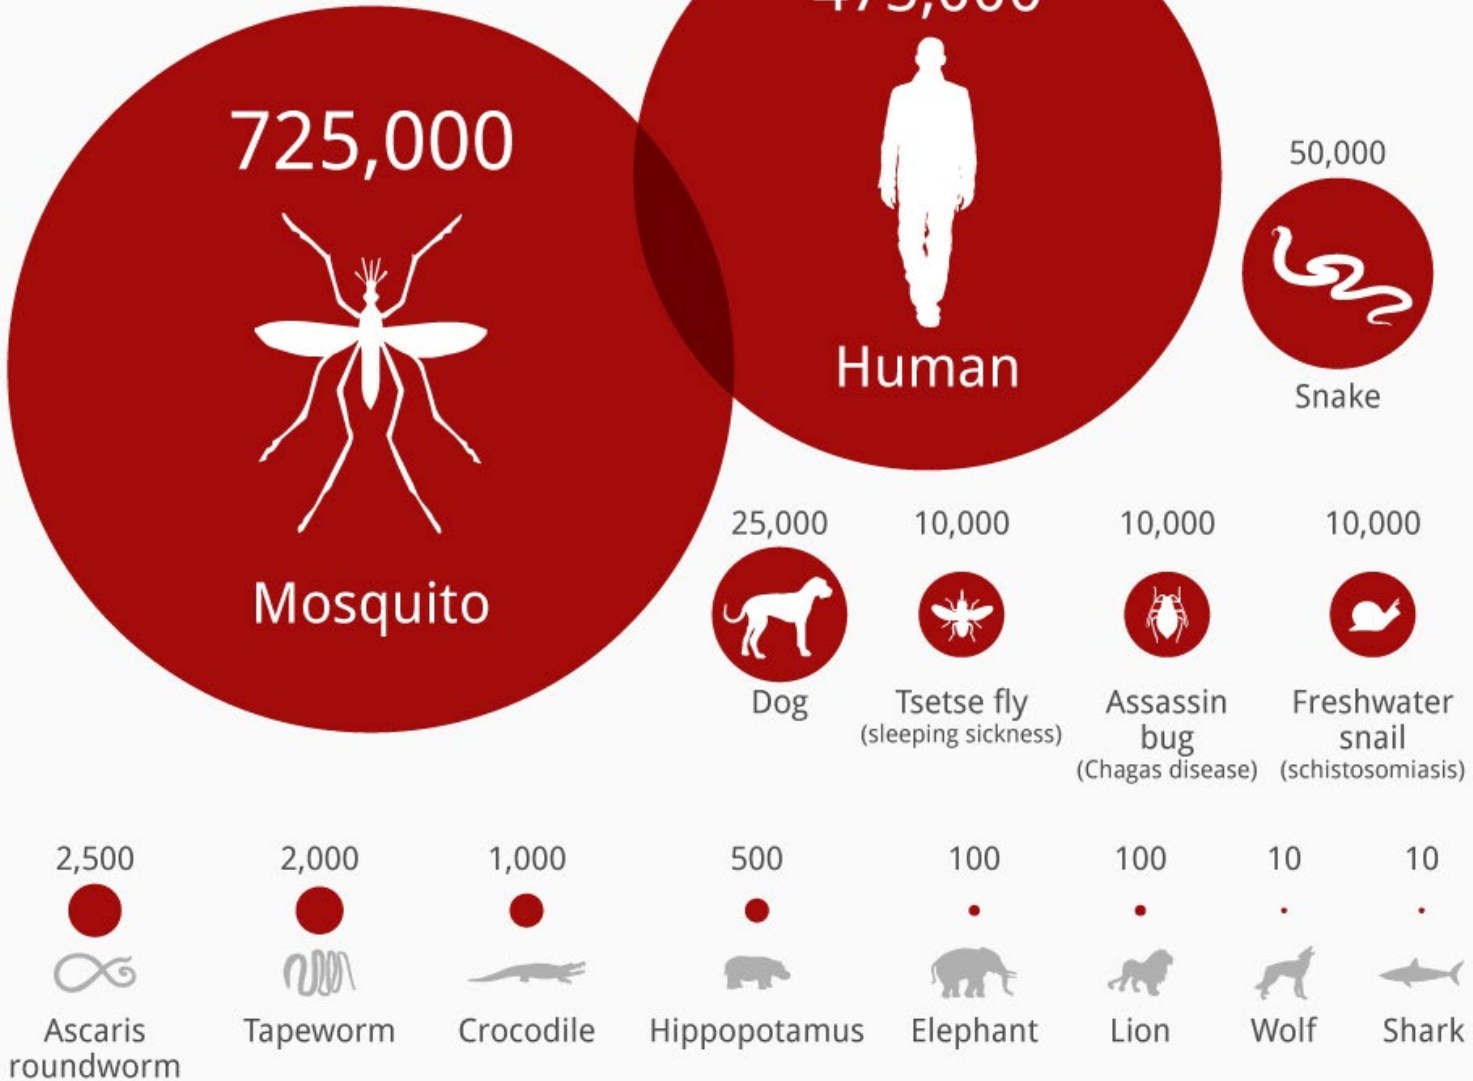 475,000
725,000
Human
Mosquito
50,000
Snake
25,000
Dog
10,000
Tsetse fly
(sleeping sickness)
10,000
Assassin
bug
(Chagas disease)
10,000
Freshwater
snail
(schistosomiasis)
2,500
Ascaris
roundworm
2,000
Tapeworm
1,000
Crocodile
500
Hippopotamus
100
Elephant
100
Lion
10
Wolf
10
Shark